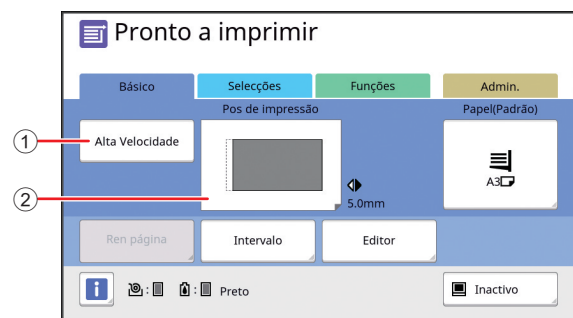 Pronto a imprimir
Básico
Selecções
Funções
Admin.
Pos de impressão
Papel(Padrão)
1
Alta Velocidade
A3
2
5.0mm
Ren página
Intervalo
Editor
i
: : Preto
Inactivo